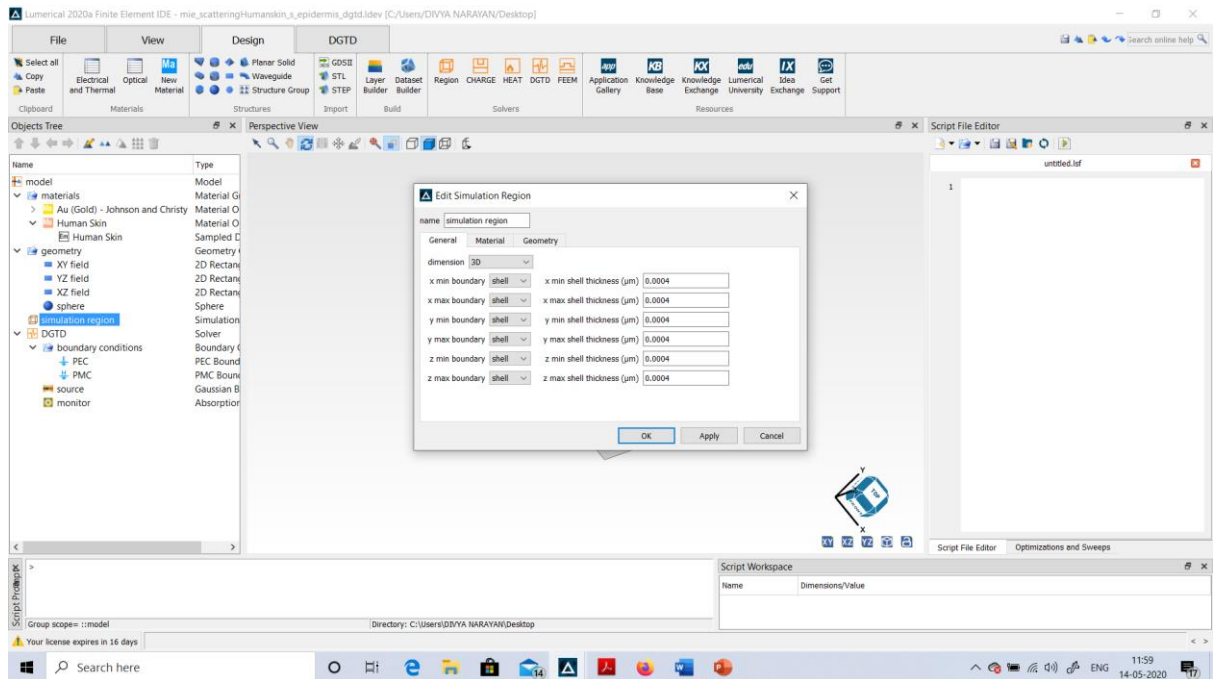 Lumerical 2020a Finite Element IDE - mie_scatteringHumanskin_s_epidermis_dgtd.ldev [C:/Users/DIVYA NARAYAN/Desktop]
File View Design DGTD
Search online help
Select all
Copy
Paste
Clipboard
Electrical and Thermal
Optical
New Material
Materials
Planar Solid
Waveguide
Structure Group
Structures
GDSII
STL
STEP
Import
Layer Builder
Dataset Builder
Build
Region CHARGE HEAT DGTD FEEM
Solvers
app
Application Gallery
KB
Knowledge Base
KX
Knowledge Exchange
edu
Lumerical University
IX
Idea Exchange
Get Support
Resources
Objects Tree
Name Type
model Model
materials Material G
Au (Gold) - Johnson and Christy Material O
Human Skin Material O
Human Skin Sampled D
geometry Geometry
XY field 2D Rectan
YZ field 2D Rectan
XZ field 2D Rectan
sphere Sphere
simulation region Simulation
DGTD Solver
boundary conditions Boundary
PEC PEC Bound
PMC PMC Boun
source Gaussian B
monitor Absorption
Perspective View
Edit Simulation Region
name simulation region
General Material Geometry
dimension 3D
x min boundary shell x min shell thickness (μm) 0.0004
x max boundary shell x max shell thickness (μm) 0.0004
y min boundary shell y min shell thickness (μm) 0.0004
y max boundary shell y max shell thickness (μm) 0.0004
z min boundary shell z min shell thickness (μm) 0.0004
z max boundary shell z max shell thickness (μm) 0.0004
OK Apply Cancel
Y
TOP
X
XY XZ YZ
Script File Editor
untitled.lsf
1
Script File Editor Optimizations and Sweeps
>
Group scope= ::model Directory: C:\Users\DIVYA NARAYAN\Desktop
Script Workspace
Name Dimensions/Value
Your license expires in 16 days
Search here
14
ENG
11:59
14-05-2020
17